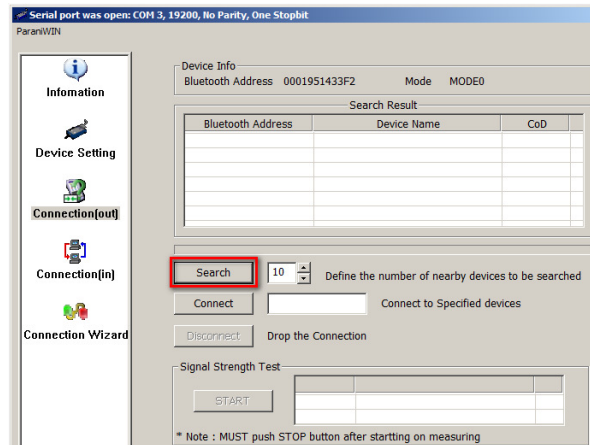 Serial port was open: COM 3, 19200, No Parity, One Stopbit
ParaniWIN
Infomation
Device Setting
Connection(out)
Connection(in)
Connection Wizard
Device Info
Bluetooth Address 0001951433F2 Mode MODE0
Search Result
Bluetooth Address Device Name CoD
Search 10 Define the number of nearby devices to be searched
Connect Connect to Specified devices
Disconnect Drop the Connection
Signal Strength Test
START
* Note : MUST push STOP button after startting on measuring